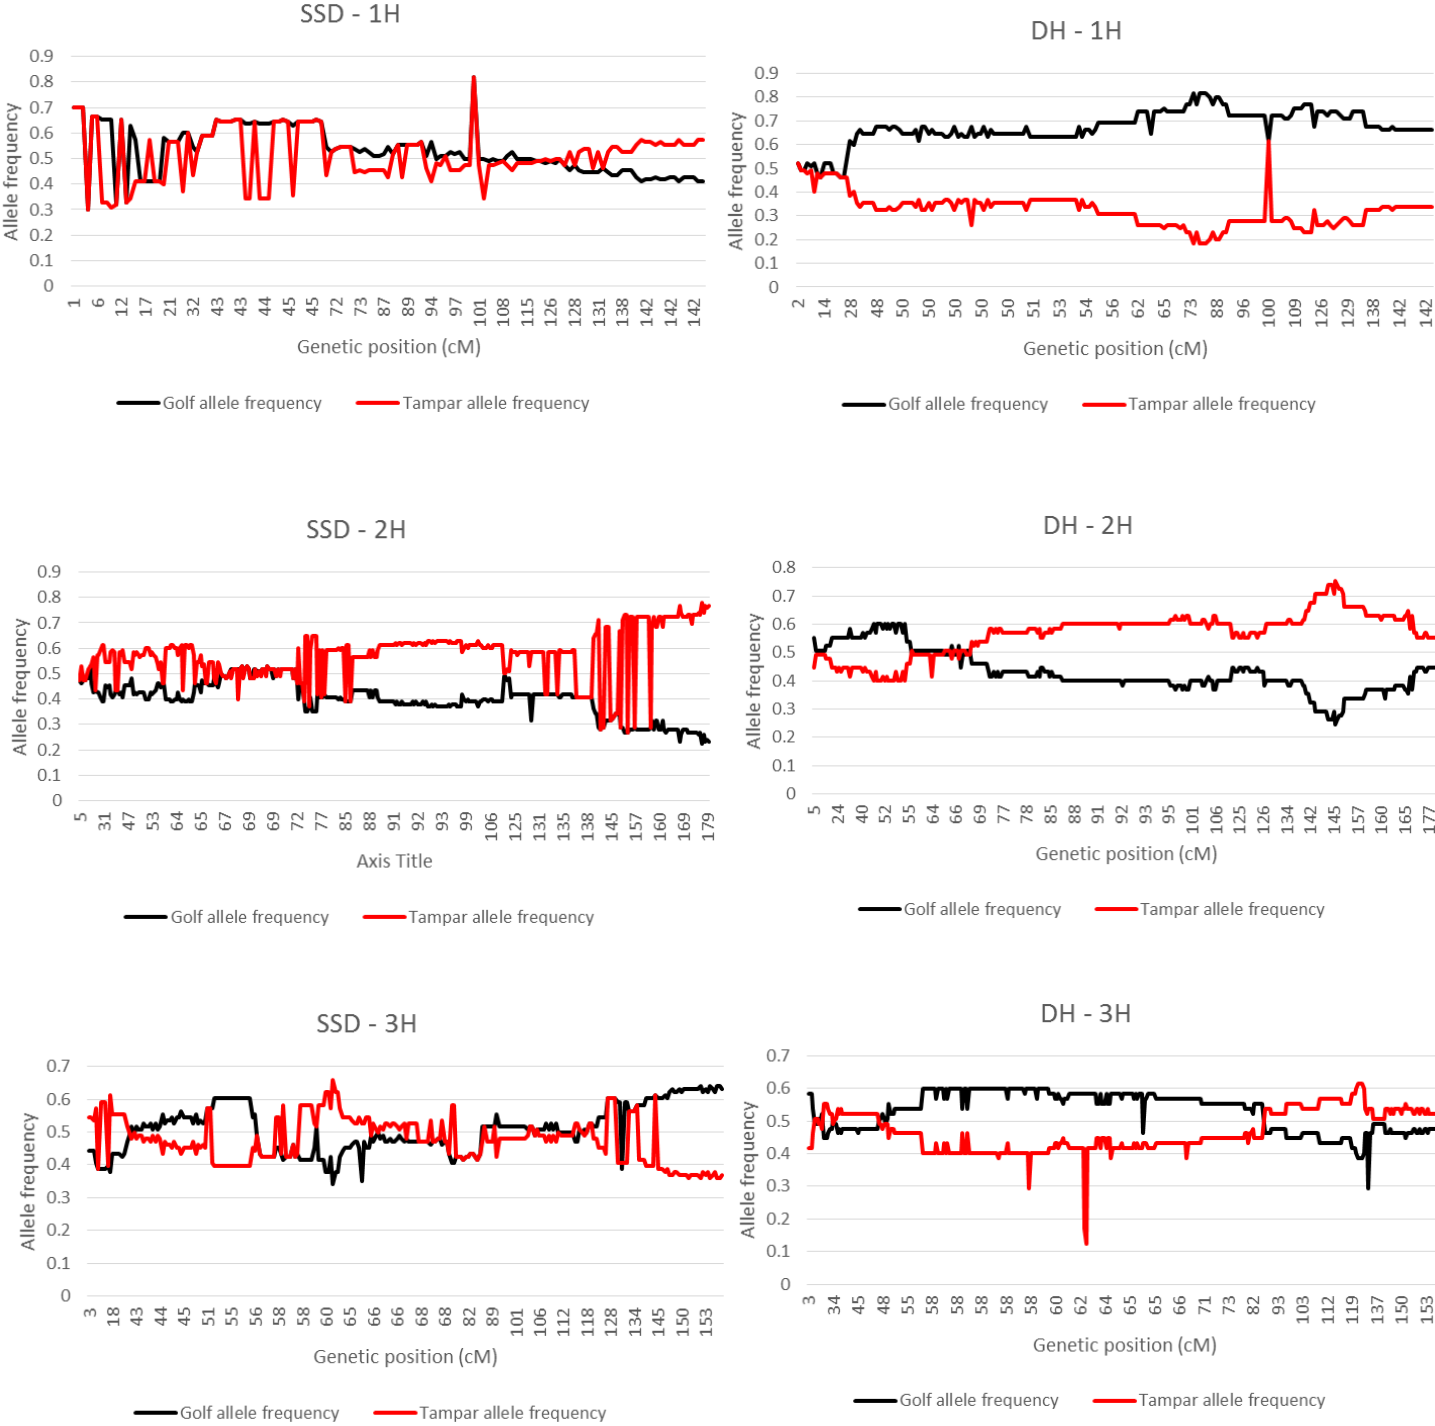 SSD - 1H
0.9
0.8
0.7
0.6
0.5
0.4
0.3
0.2
0.1
0
Allele frequency
1 6 12 17 21 32 43 43 44 45 45 72 73 87 89 94 97 101 108 115 126 131 138 142 142 142
Genetic position (cM)
Golf allele frequency Tampar allele frequency
DH - 1H
0.9
0.8
0.7
0.6
0.5
0.4
0.3
0.2
0.1
0
Allele frequency
2 14 28 48 50 50 50 50 50 51 54 54 56 62 65 73 88 96 100 109 126 129 138 142 142
Genetic position (cM)
Golf allele frequency Tampar allele frequency
SSD - 2H
0.9
0.8
0.7
0.6
0.5
0.4
0.3
0.2
0.1
0
Allele frequency
5 31 47 53 64 65 67 69 69 72 77 85 88 91 92 93 99 106 125 131 135 138 145 157 160 169 179
Axis Title
Golf allele frequency Tampar allele frequency
DH - 2H
0.8
0.7
0.6
0.5
0.4
0.3
0.2
0.1
0
Allele frequency
5 24 40 52 55 64 66 69 77 78 85 88 91 92 93 95 101 106 125 126 138 142 145 157 160 165 177
Genetic position (cM)
Golf allele frequency Tampar allele frequency
SSD - 3H
0.7
0.6
0.5
0.4
0.3
0.2
0.1
0
Allele frequency
3 18 43 44 45 51 55 56 58 58 60 65 66 66 68 68 82 89 101 106 112 128 134 145 150 153
Genetic position (cM)
Golf allele frequency Tampar allele frequency
DH - 3H
0.7
0.6
0.5
0.4
0.3
0.2
0.1
0
Allele frequency
3 34 45 48 55 58 58 58 58 58 60 62 64 65 65 66 71 73 82 93 103 112 119 137 150 153
Genetic position (cM)
Golf allele frequency Tampar allele frequency